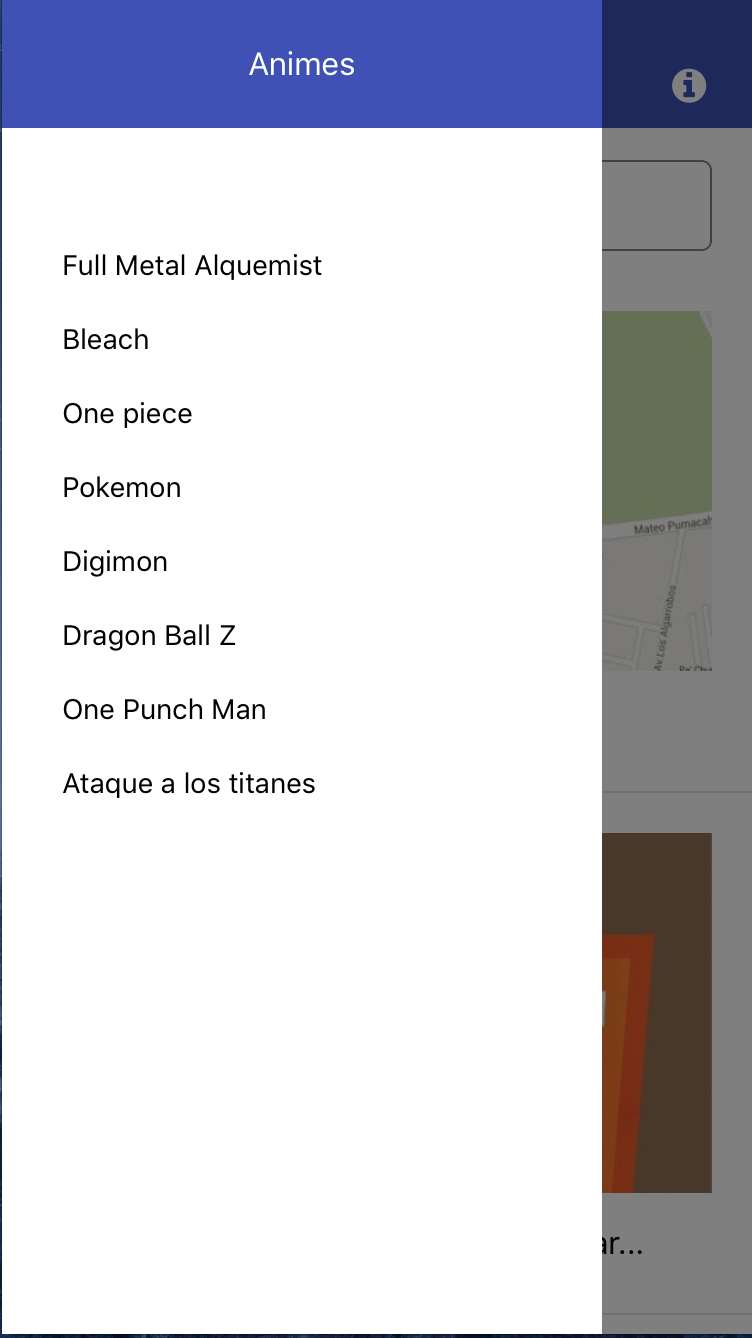 Animes
Full Metal Alquemist
Bleach
One piece
Pokemon
Digimon
Dragon Ball Z
One Punch Man
Ataque a los titanes
Mateo Pumacah
Av.Los Algarrobos
ar...